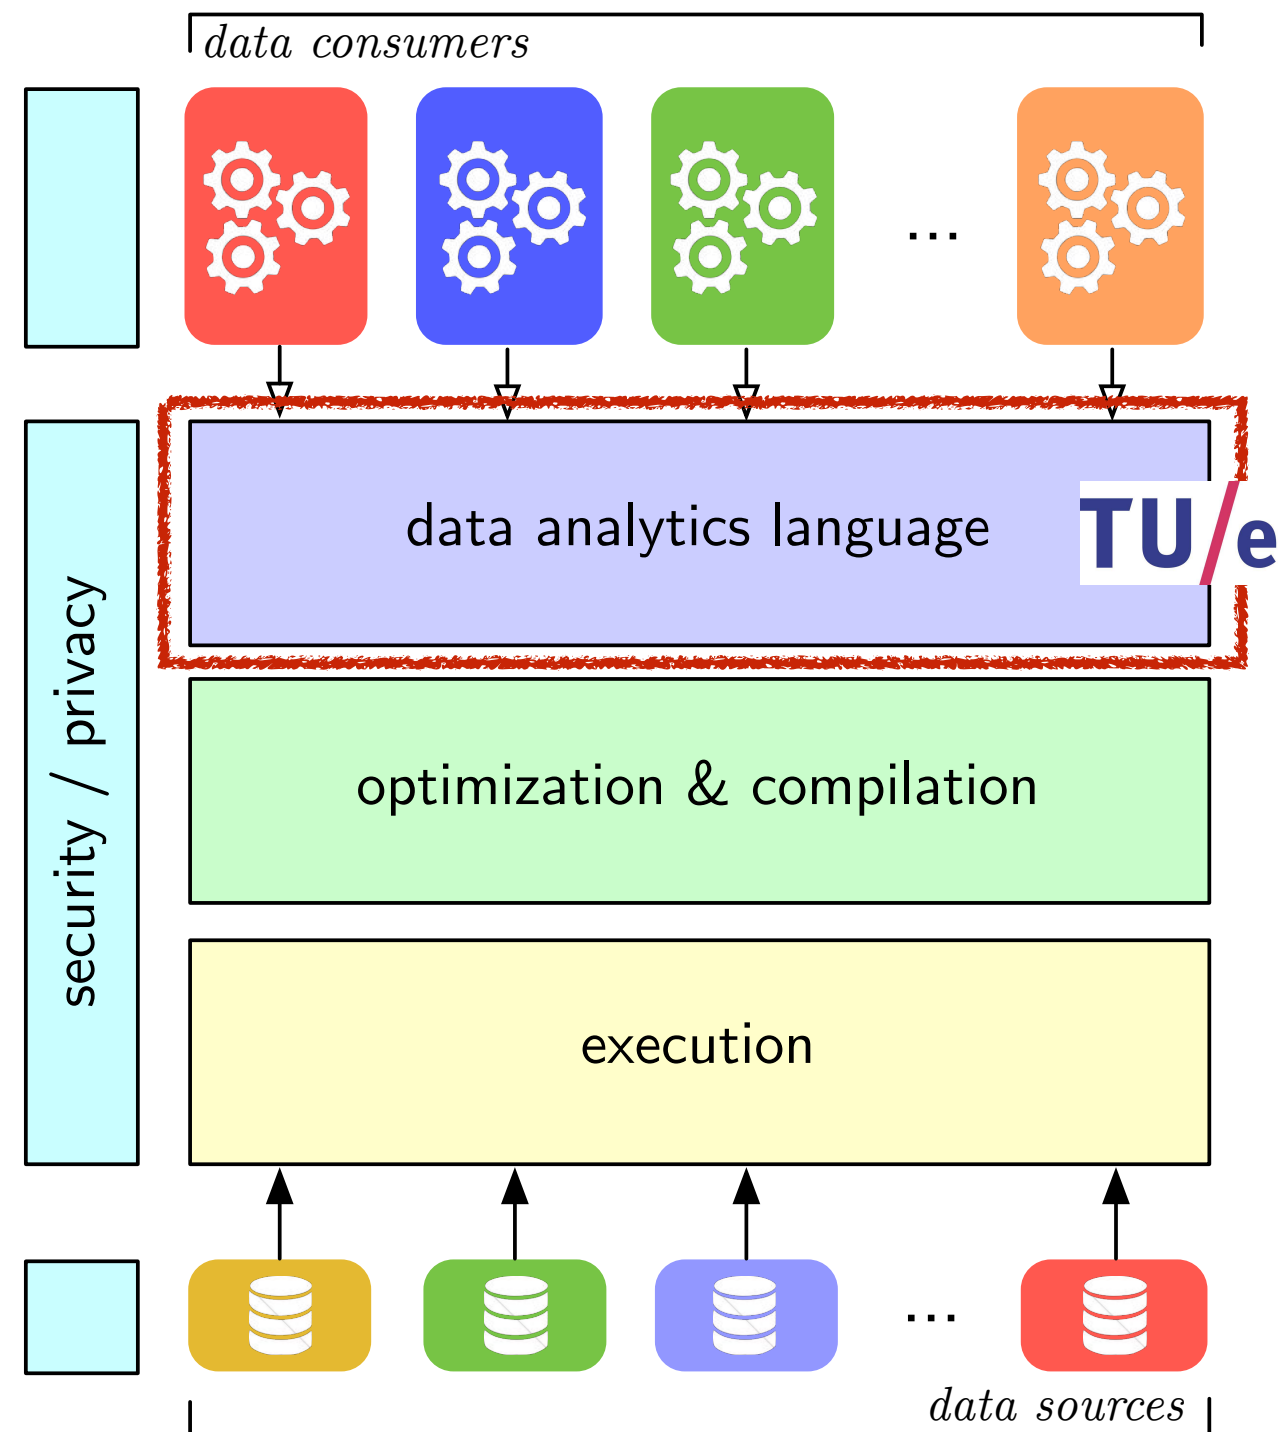 data consumers
...
data analytics language
TU/e
security / privacy
optimization & compilation
execution
...
data sources